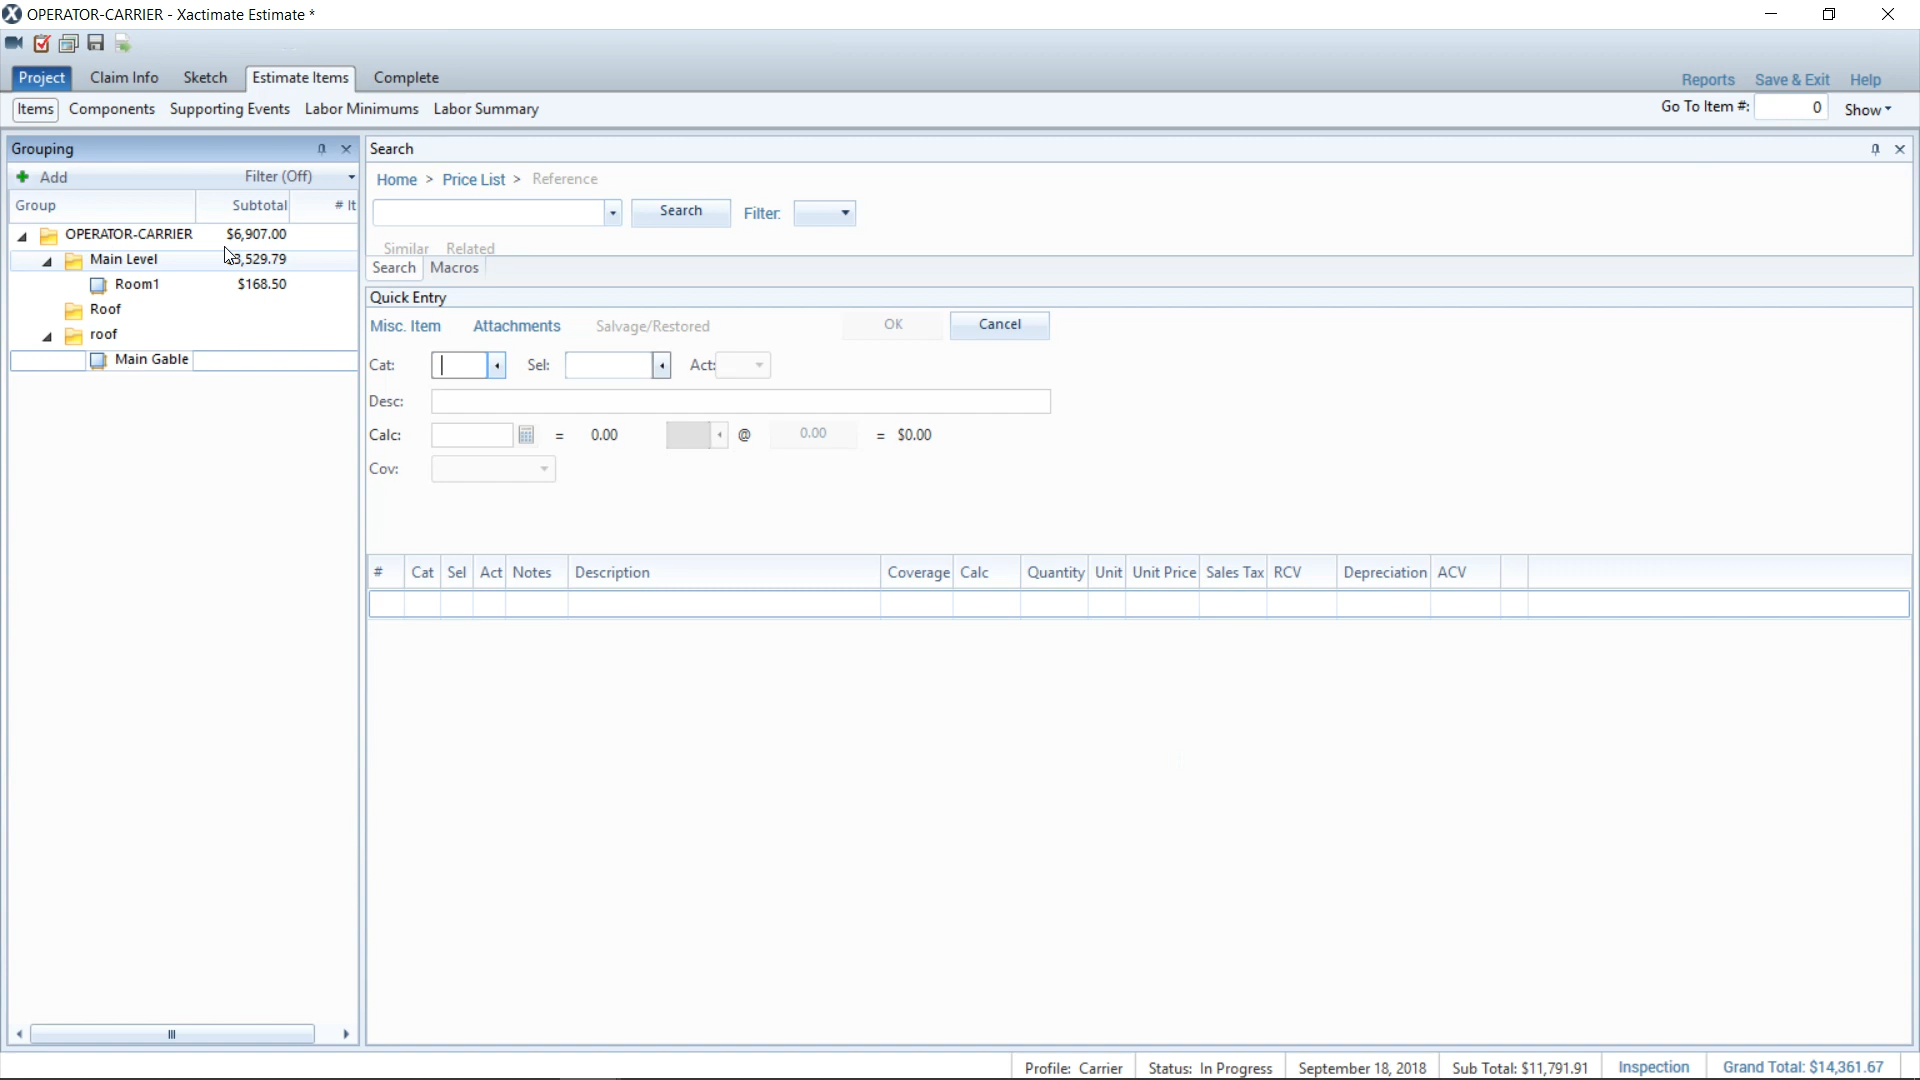 OPERATOR-CARRIER - Xactimate Estimate *
Project Claim Info Sketch Estimate Items Complete
Reports Save & Exit Help
Items Components Supporting Events Labor Minimums Labor Summary
Go To Item #: 0 Show
Grouping
Add Filter (Off)
Group Subtotal # It
OPERATOR-CARRIER $6,907.00
Main Level 3,529.79
Room1 $168.50
Roof
roof
Main Gable
Search
Home > Price List > Reference
Search Filter:
Similar Related
Search Macros
Quick Entry
Misc. Item Attachments Salvage/Restored OK Cancel
Cat: Sel: Act:
Desc:
Calc: = 0.00 @ 0.00 = $0.00
Cov:
# Cat Sel Act Notes Description Coverage Calc Quantity Unit Unit Price Sales Tax RCV Depreciation ACV
Profile: Carrier Status: In Progress September 18, 2018 Sub Total: $11,791.91 Inspection Grand Total: $14,361.67